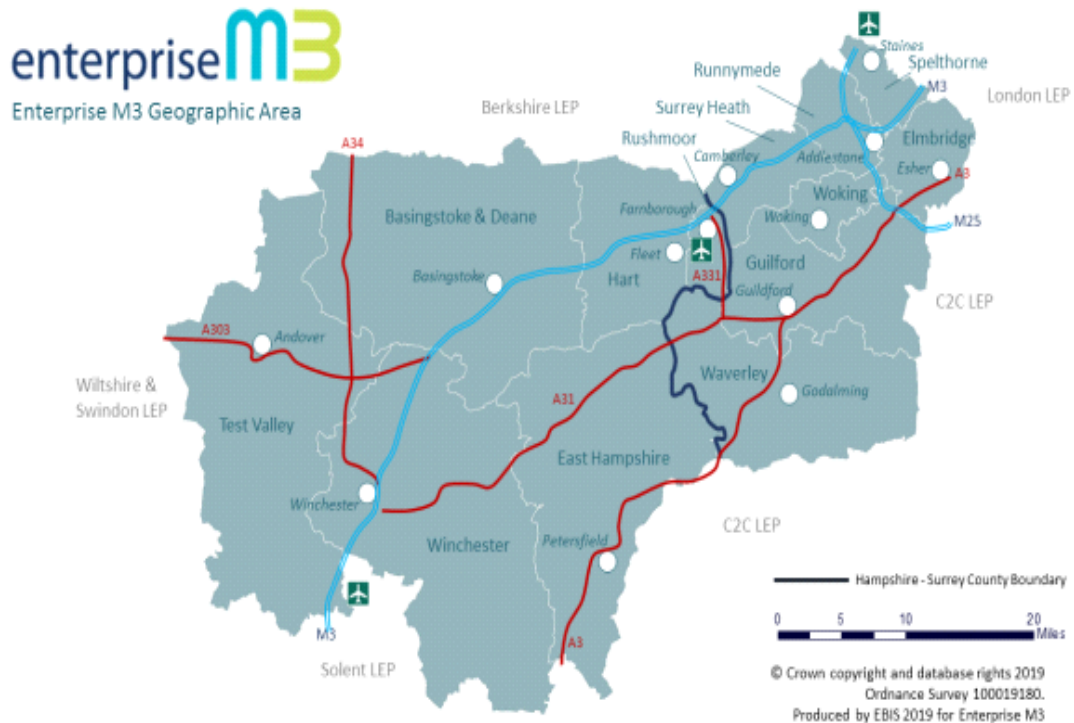 enterprise M3
Enterprise M3 Geographic Area
Staines
Spelthorne
Runnymede
M3
London LEP
Berkshire LEP
Surrey Heath
Rushmoor
Elmbridge
A34
Camberley
Addlestone
Esher
A3
Woking
Basingstoke & Deane
Farnborough
Woking
M25
Fleet
Guilford
Basingstoke
Hart
A331
Guildford
C2C LEP
A303
Andover
Waverley
Wiltshire &
Swindon LEP
Godalming
A31
Test Valley
East Hampshire
Winchester
C2C LEP
Winchester
Petersfield
Hampshire - Surrey County Boundary
0 5 10 20
Miles
M3
A3
Solent LEP
© Crown copyright and database rights 2019
Ordnance Survey 100019180.
Produced by EBIS 2019 for Enterprise M3